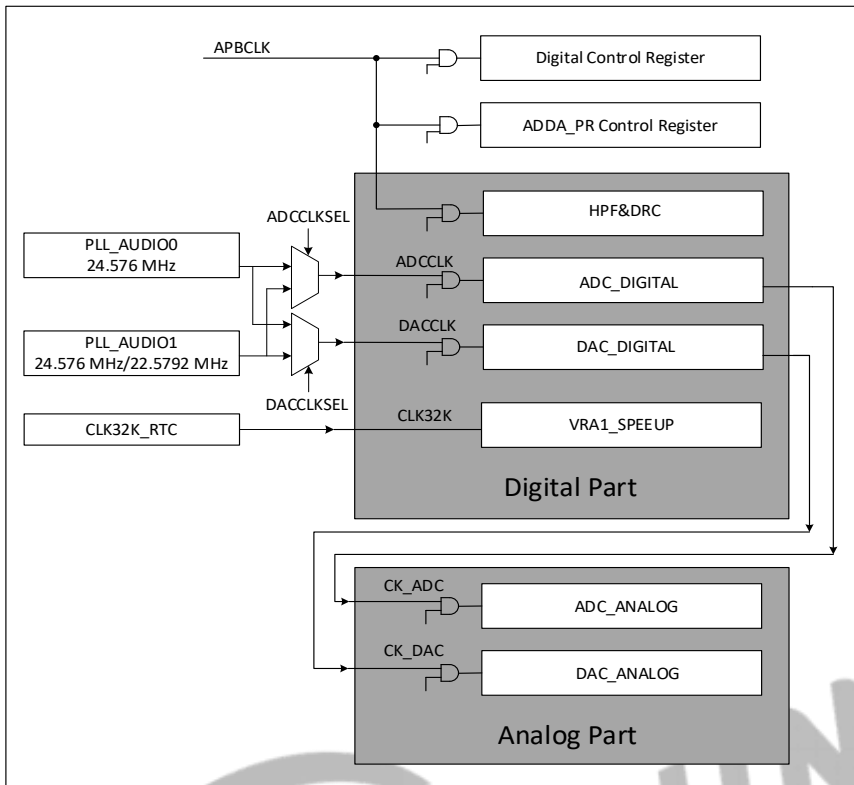 APBCLK
Digital Control Register
ADDA_PR Control Register
HPF&DRC
ADCCLKSEL
PLL_AUDIO0
24.576 MHz
ADCCLK
ADC_DIGITAL
PLL_AUDIO1
24.576 MHz/22.5792 MHz
DACCLK
DAC_DIGITAL
DACCLKSEL
CLK32K_RTC
CLK32K
VRA1_SPEEUP
Digital Part
CK_ADC
ADC_ANALOG
CK_DAC
DAC_ANALOG
Analog Part